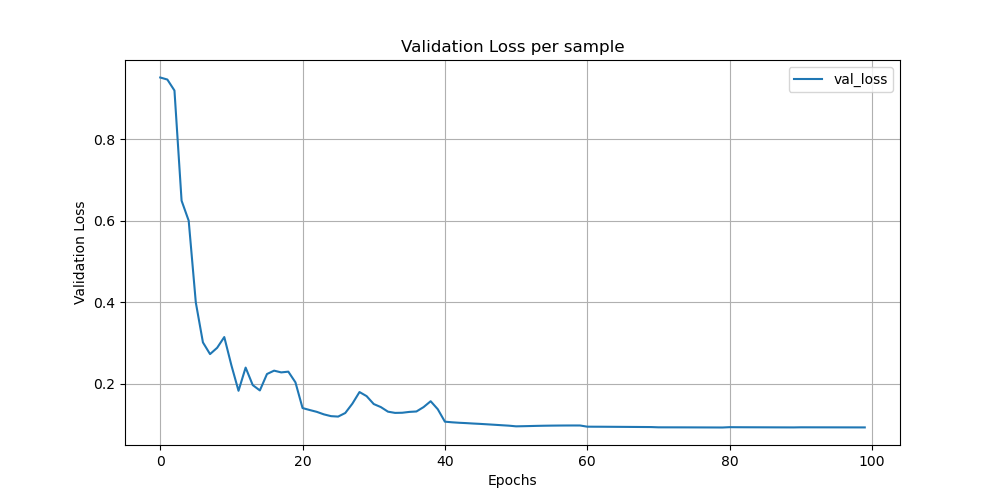 Validation Loss per sample
val_loss
Validation Loss
0.8
0.6
0.4
0.2
0 20 40 60 80 100
Epochs